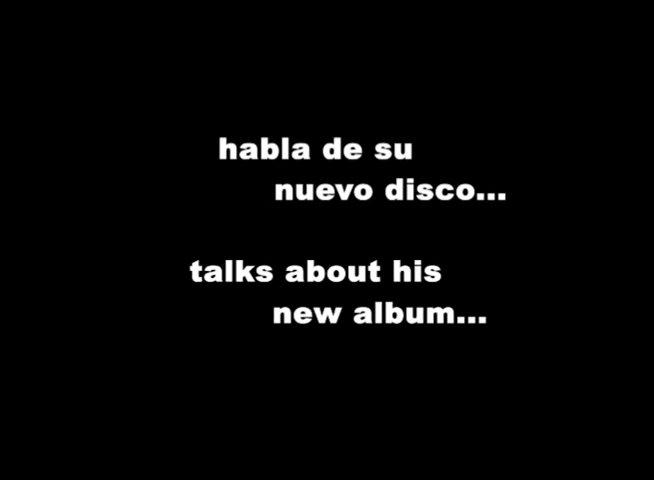 habla de su
nuevo disco...
talks about his
new album...